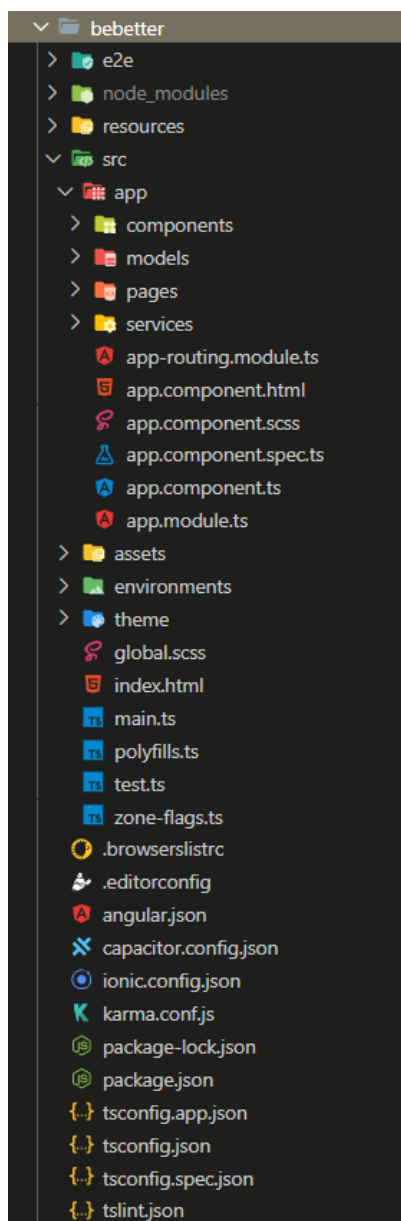 bebetter
e2e
node_modules
resources
src
app
components
models
pages
services
app-routing.module.ts
app.component.html
app.component.scss
app.component.spec.ts
app.component.ts
app.module.ts
assets
environments
theme
global.scss
index.html
main.ts
polyfills.ts
test.ts
zone-flags.ts
.browserslistrc
.editorconfig
angular.json
capacitor.config.json
ionic.config.json
karma.conf.js
package-lock.json
package.json
tsconfig.app.json
tsconfig.json
tsconfig.spec.json
tslint.json